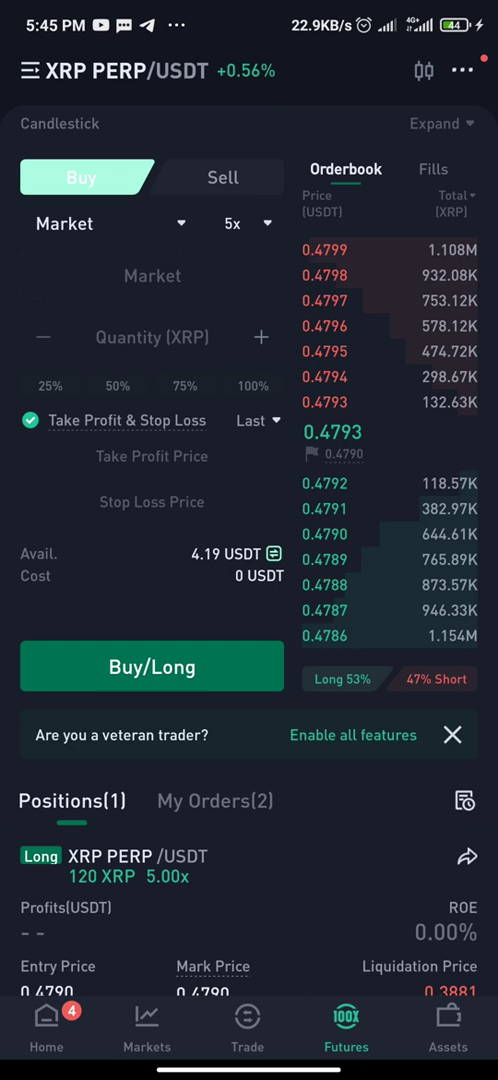 5:45 PM
22.9KB/s 4G+ 44
XRP PERP/USDT +0.56%
Candlestick
Expand
Buy
Sell
Market
5x
Market
Quantity (XRP)
25% 50% 75% 100%
Take Profit & Stop Loss
Last
Take Profit Price
Stop Loss Price
Avail. 4.19 USDT
Cost 0 USDT
Buy/Long
Orderbook
Fills
Price (USDT)
Total (XRP)
0.4799 1.108M
0.4798 932.08K
0.4797 753.12K
0.4796 578.12K
0.4795 474.72K
0.4794 298.67K
0.4793 132.63K
0.4793
0.4790
0.4792 118.57K
0.4791 382.97K
0.4790 644.61K
0.4789 765.89K
0.4788 873.57K
0.4787 946.33K
0.4786 1.154M
Long 53% 47% Short
Are you a veteran trader? Enable all features
Positions(1) My Orders(2)
Long XRP PERP /USDT
120 XRP 5.00x
Profits(USDT) ROE
-- 0.00%
Entry Price Mark Price Liquidation Price
0.4790 0.4790 0.3881
4
100X
Home Markets Trade Futures Assets